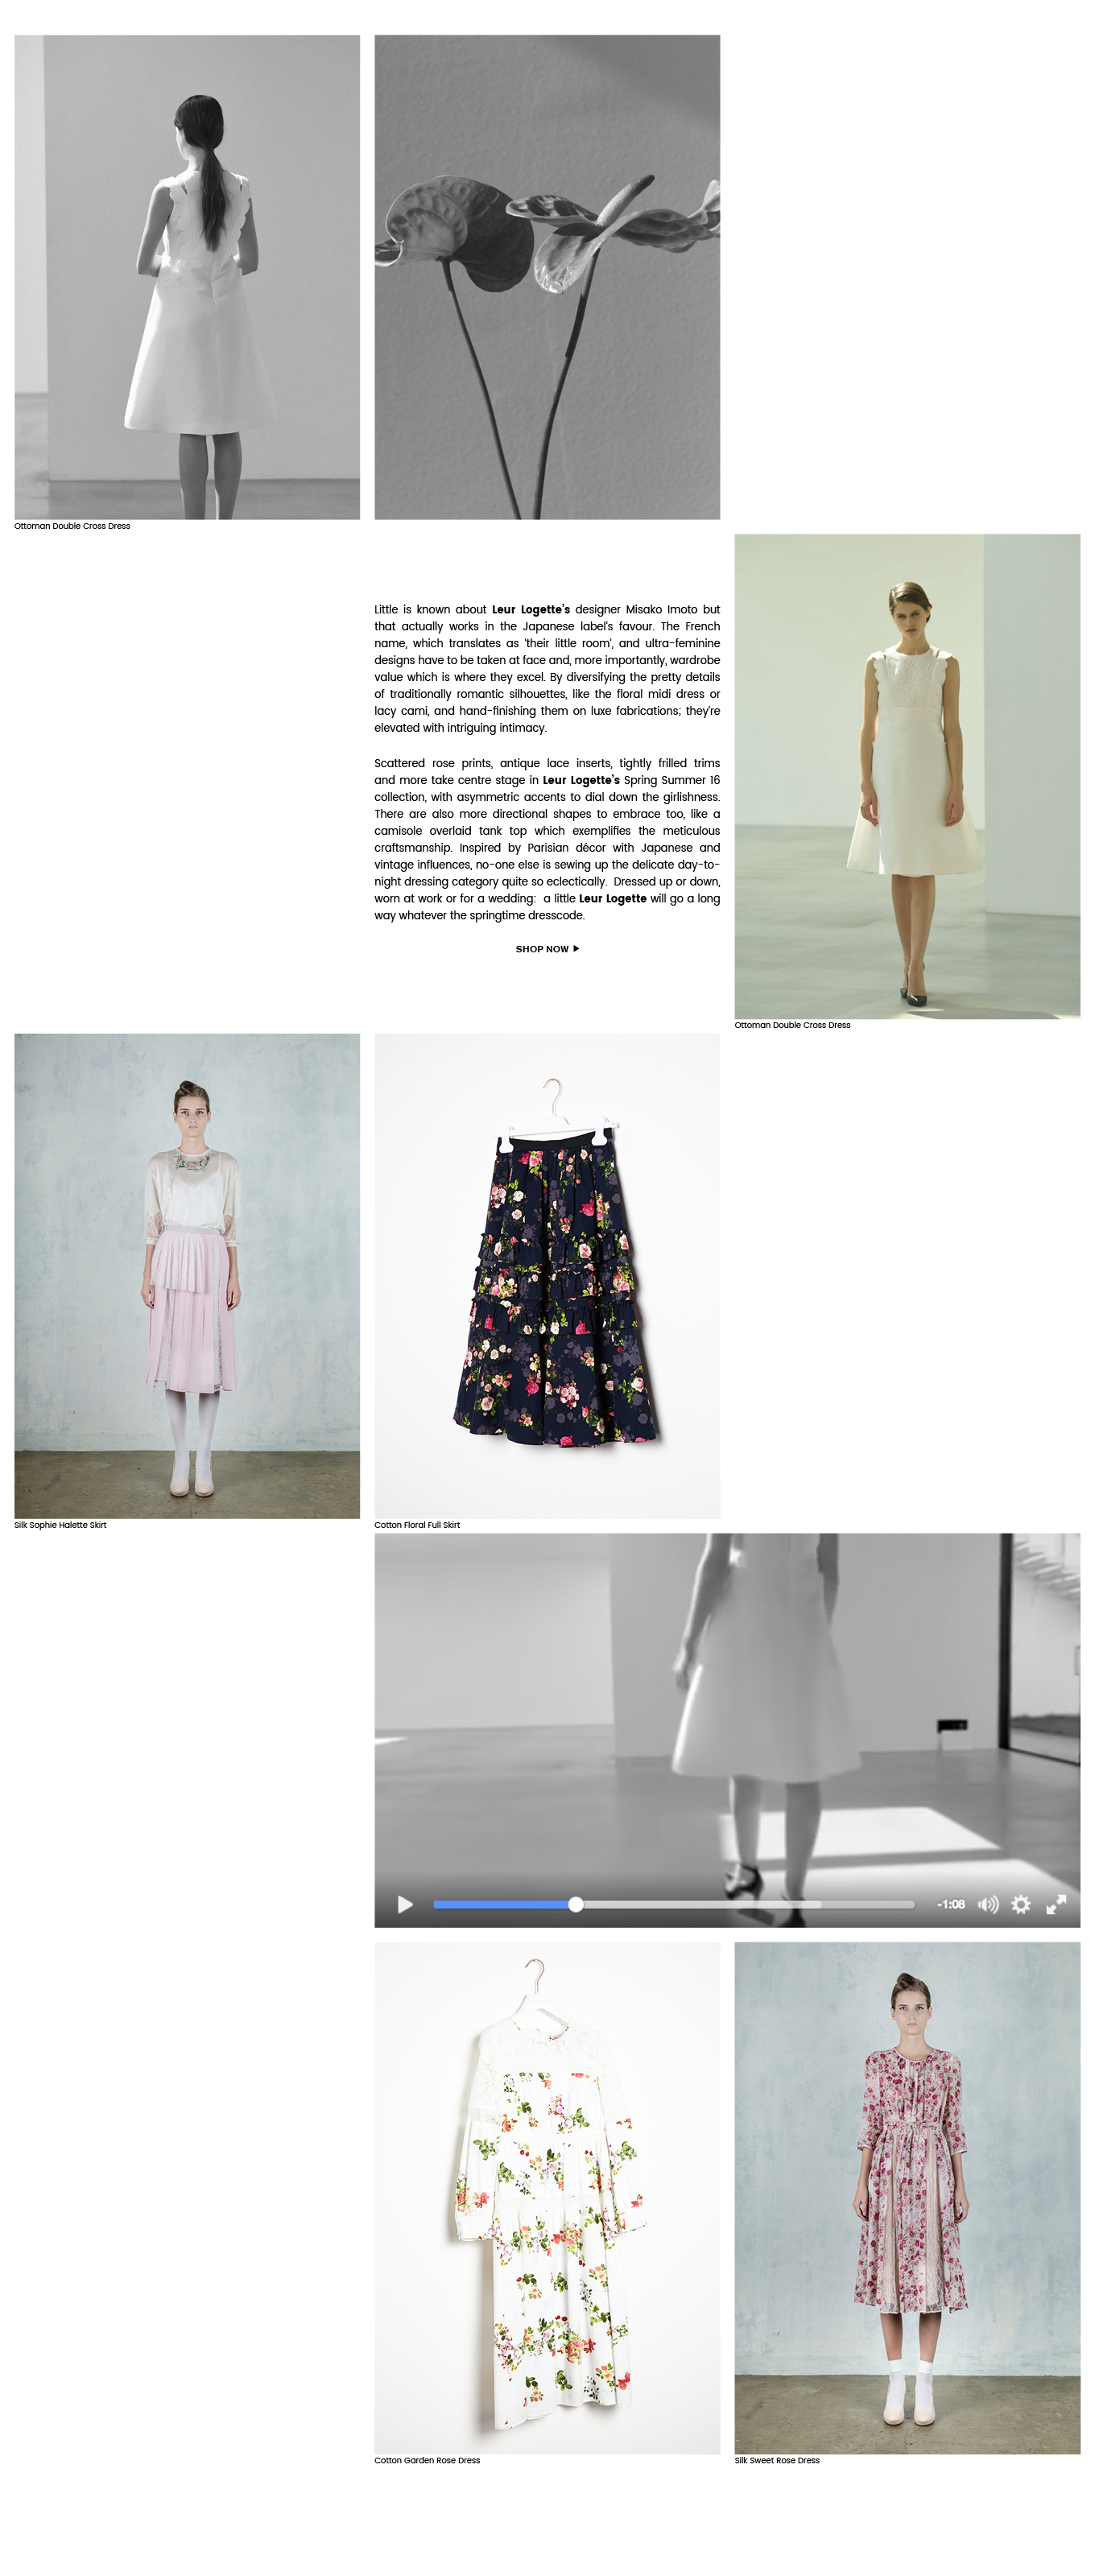 Ottoman Double Cross Dress
Little is known about Leur Logette's designer Misako Imoto but
that actually works in the Japanese label's favour. The French
name, which translates as 'their little room', and ultra-feminine
designs have to be taken at face and, more importantly, wardrobe
value which is where they excel. By diversifying the pretty details
of traditionally romantic silhouettes, like the floral midi dress or
lacy cami, and hand-finishing them on luxe fabrications; they're
elevated with intriguing intimacy.
Scattered rose prints, antique lace inserts, tightly frilled trims
and more take centre stage in Leur Logette's Spring Summer 16
collection, with asymmetric accents to dial down the girlishness.
There are also more directional shapes to embrace too, like a
camisole overlaid tank top which exemplifies the meticulous
craftsmanship. Inspired by Parisian décor with Japanese and
vintage influences, no-one else is sewing up the delicate day-to-
night dressing category quite so eclectically. Dressed up or down,
worn at work or for a wedding: a little Leur Logette will go a long
way whatever the springtime dresscode.
SHOP NOW
Ottoman Double Cross Dress
Silk Sophie Halette Skirt
Cotton Floral Full Skirt
-1:08
Cotton Garden Rose Dress
Silk Sweet Rose Dress